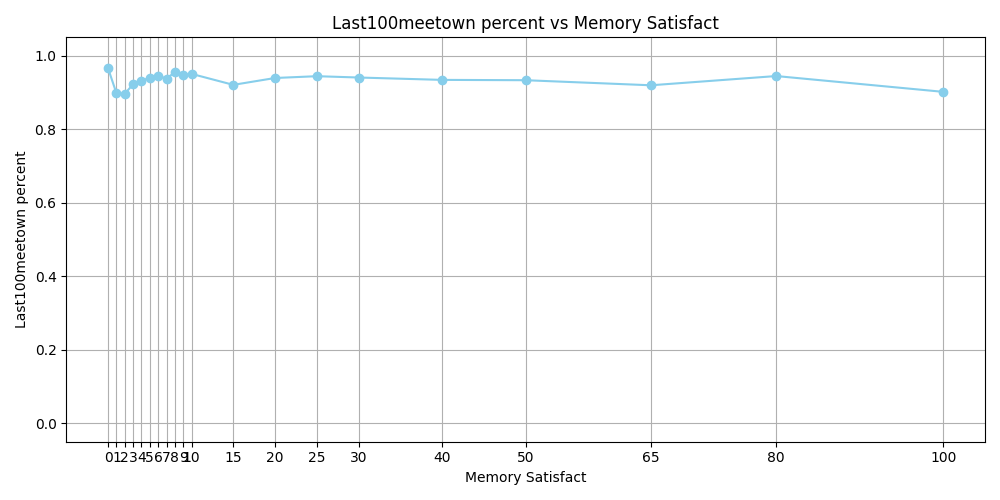 Last100meetown percent vs Memory Satisfact
1.0
0.8
0.6
0.4
0.2
0.0
Last100meetown percent
0 1 2 3 4 5 6 7 8 9 10 15 20 25 30 40 50 65 80 100
Memory Satisfact